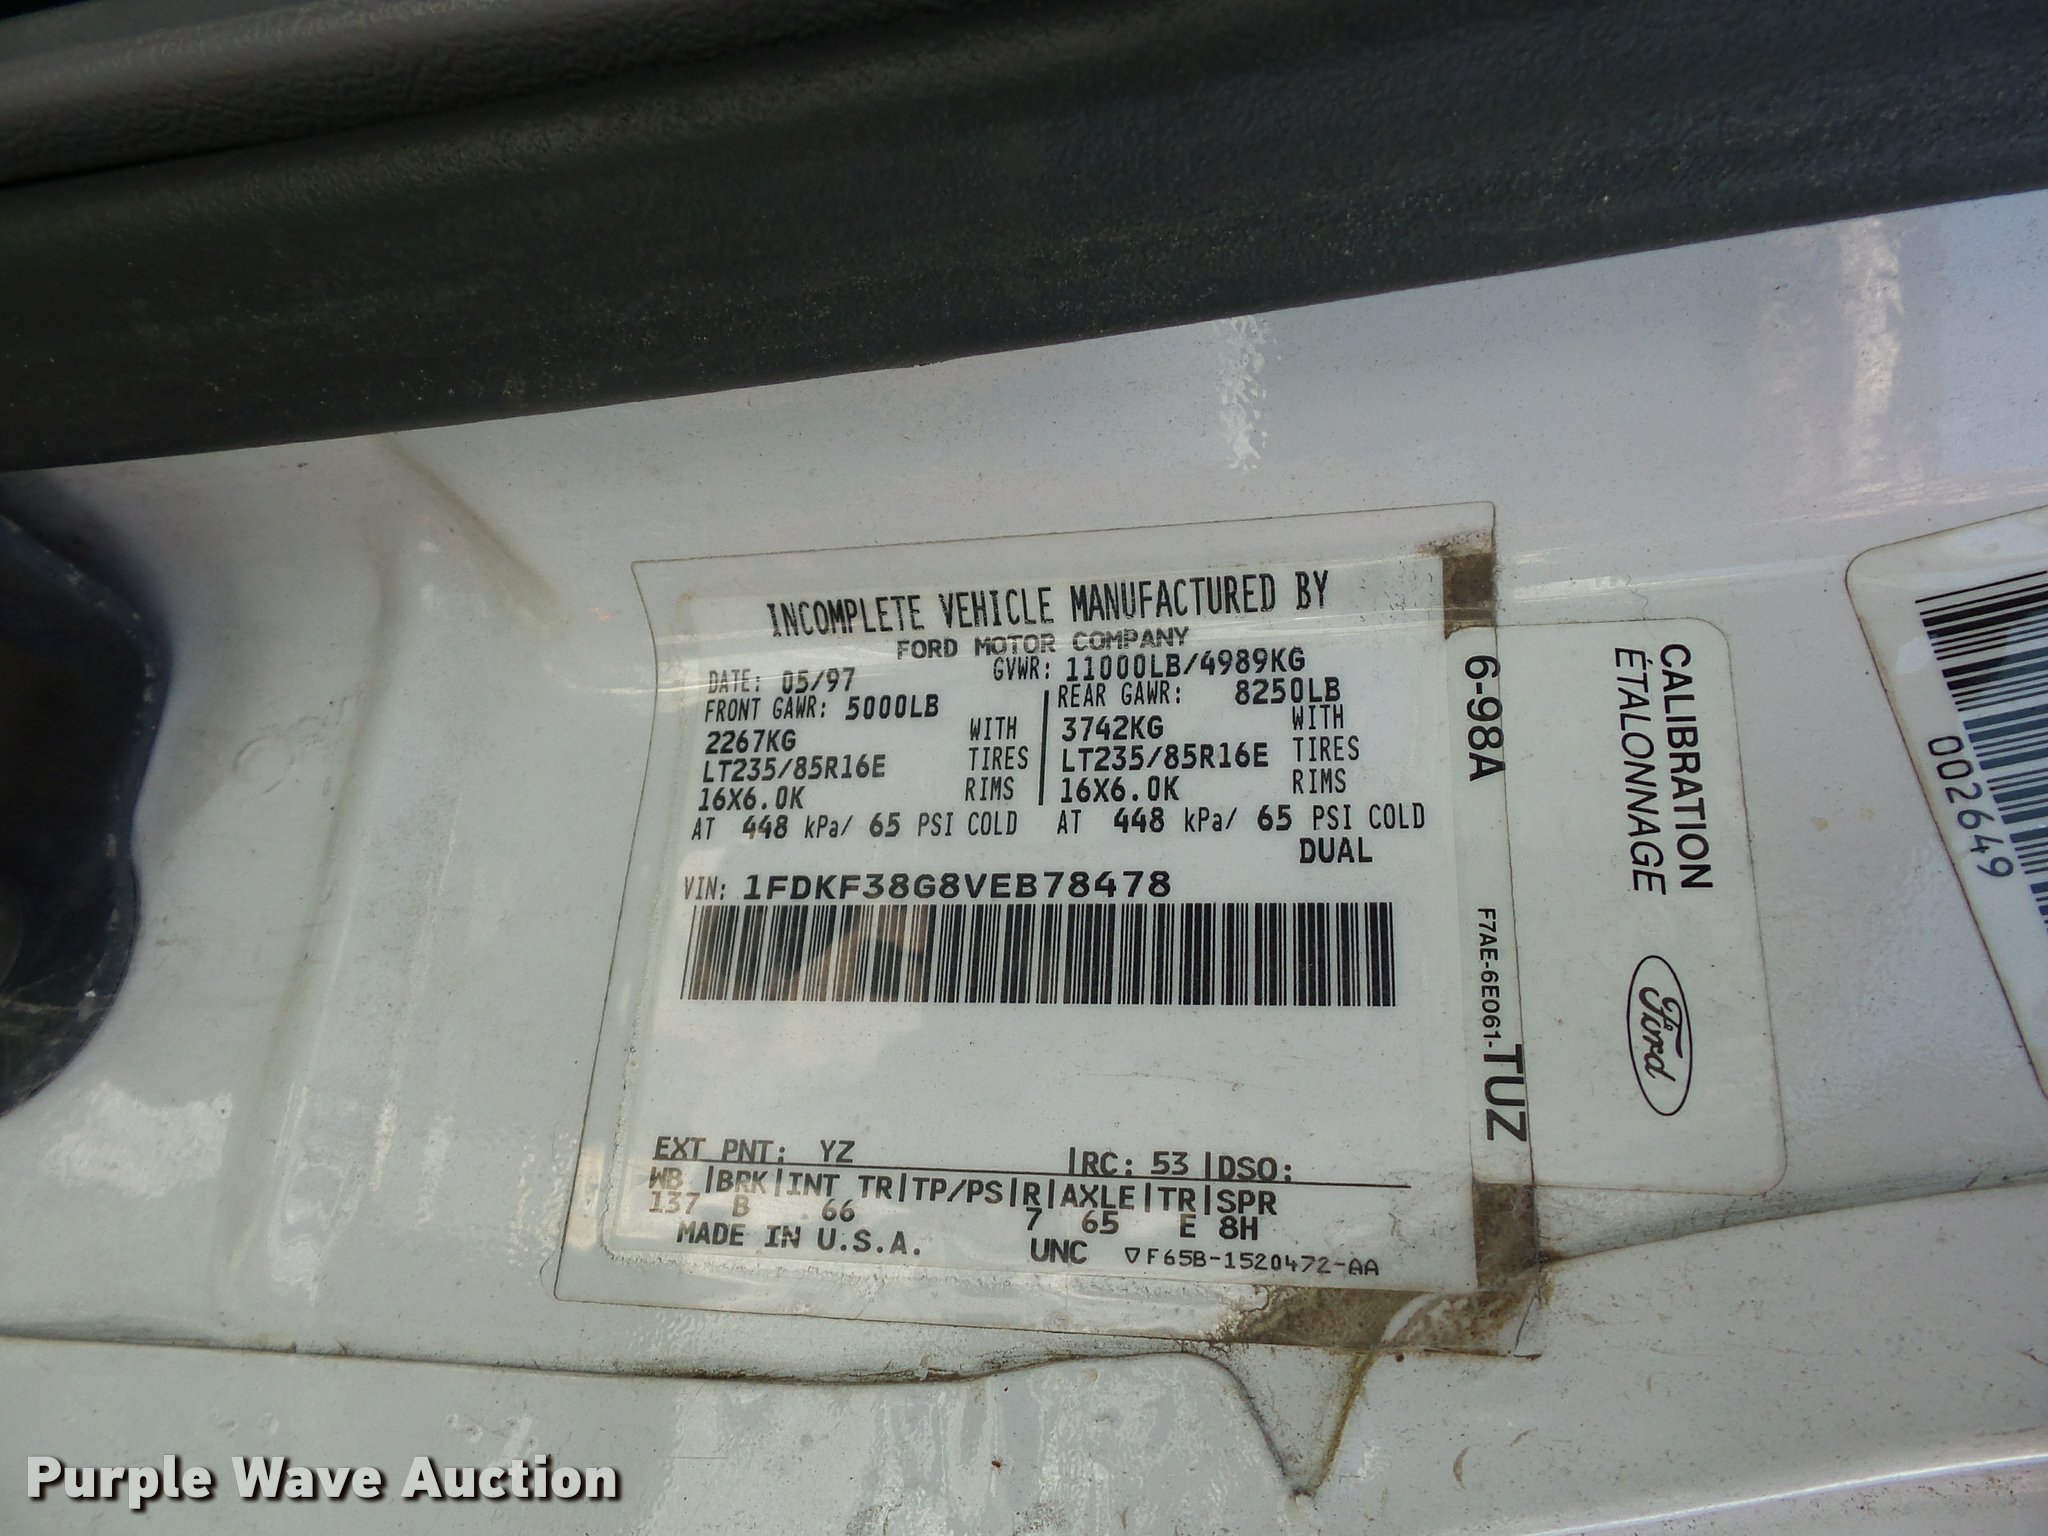 INCOMPLETE VEHICLE MANUFACTURED BY
FORD MOTOR COMPANY
DATE: 05/97 GVWR: 11000LB/4989KG
FRONT GAWR: 5000LB REAR GAWR: 8250LB
2267KG WITH 3742KG WITH
LT235/85R16E TIRES LT235/85R16E TIRES
16X6.0K RIMS 16X6.0K RIMS
AT 448 kPa/ 65 PSI COLD AT 448 kPa/ 65 PSI COLD
DUAL
VIN: 1FDKF38G8VEB78478
EXT PNT: YZ |RC: 53 |DSO:
WB |BRK|INT TR|TP/PS|R|AXLE|TR|SPR
137 B 66 7 65 E 8H
MADE IN U.S.A. UNC ▽F65B-1520472-AA
CALIBRATION
ÉTALONNAGE
Ford
6-98A F7AE-6E061-TUZ
002649
Purple Wave Auction